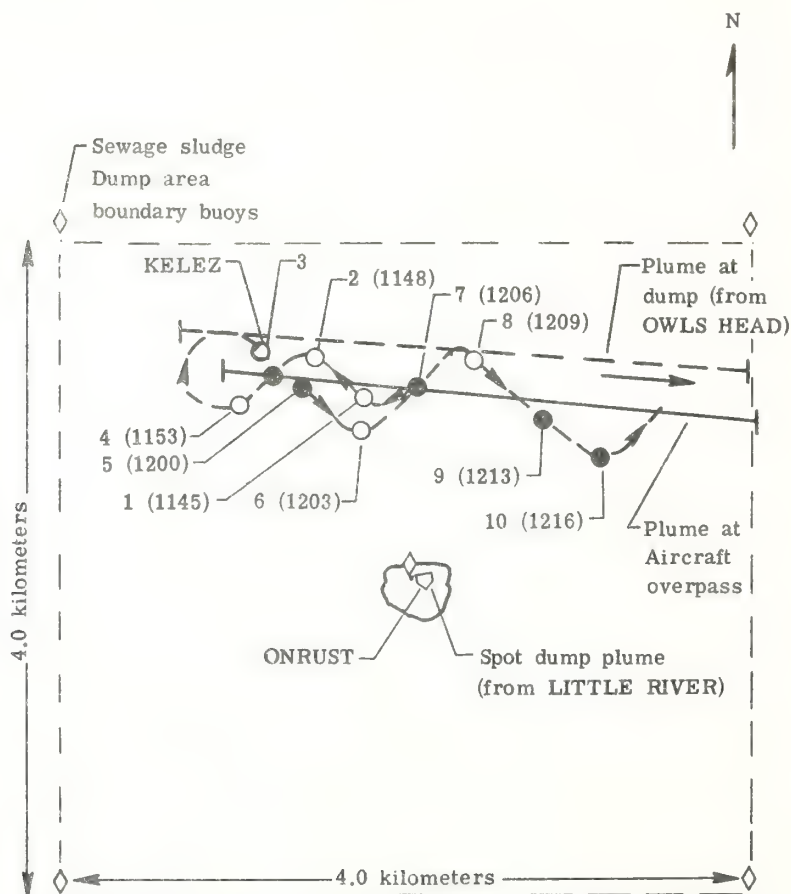 N
Sewage sludge
Dump area
boundary buoys
KELEZ
3
2 (1148)
7 (1206)
8 (1209)
Plume at
dump (from
OWLS HEAD)
4 (1153)
5 (1200)
1 (1145)
6 (1203)
9 (1213)
10 (1216)
Plume at
Aircraft
overpass
4.0 kilometers
ONRUST
Spot dump plume
(from LITTLE RIVER)
4.0 kilometers